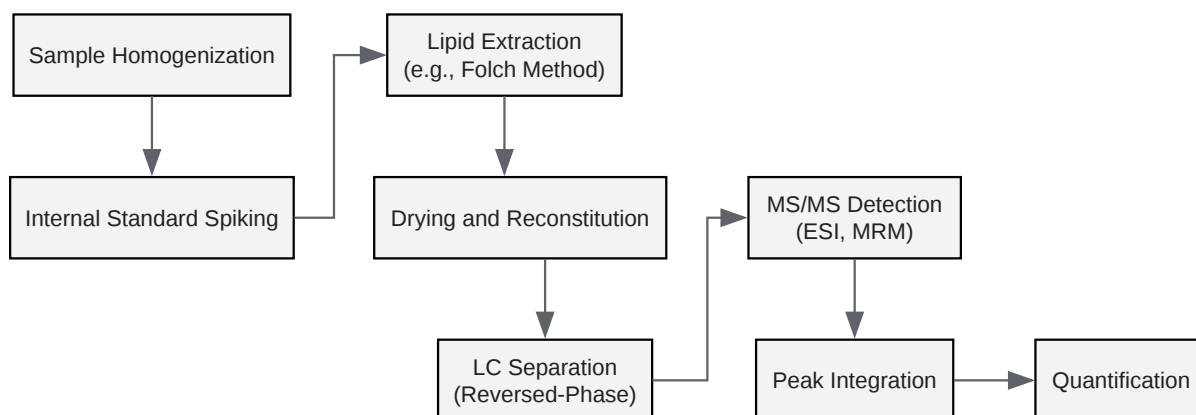 Sample Homogenization
Internal Standard Spiking
Lipid Extraction
(e.g., Folch Method)
Drying and Reconstitution
LC Separation
(Reversed-Phase)
MS/MS Detection
(ESI, MRM)
Peak Integration
Quantification